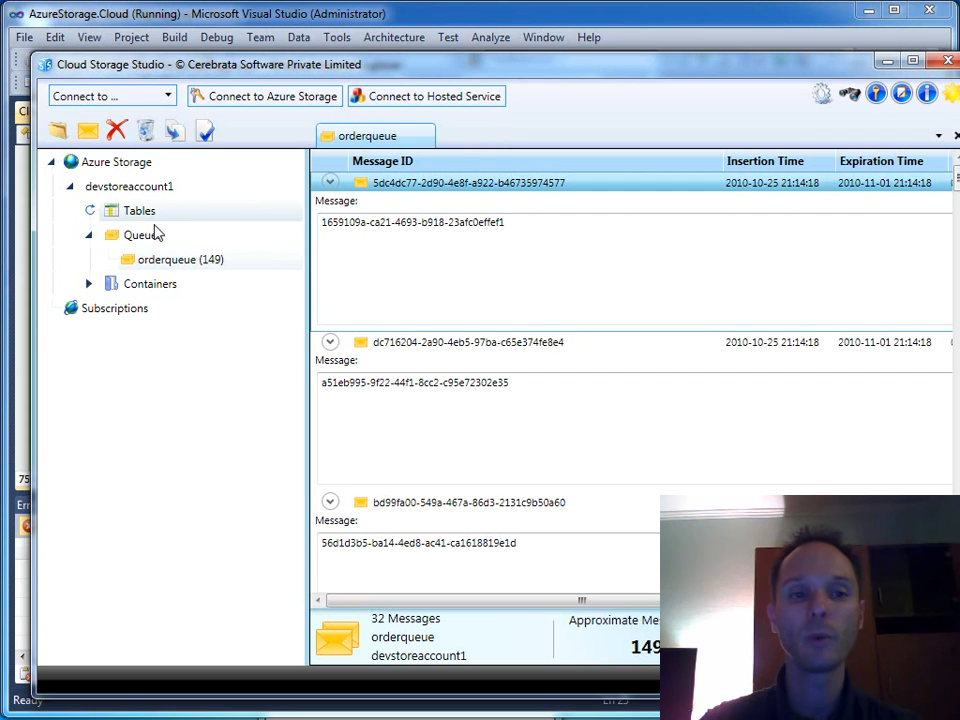 AzureStorage.Cloud (Running) - Microsoft Visual Studio (Administrator)
File Edit View Project Build Debug Team Data Tools Architecture Test Analyze Window Help
Cloud Storage Studio - © Cerebrata Software Private Limited
Connect to ... Connect to Azure Storage Connect to Hosted Service
orderqueue
Azure Storage
devstoreaccount1
Tables
Queue
orderqueue (149)
Containers
Subscriptions
Message ID Insertion Time Expiration Time
5dc4dc77-2d90-4e8f-a922-b46735974577 2010-10-25 21:14:18 2010-11-01 21:14:18
Message:
1659109a-ca21-4693-b918-23afc0effef1
dc716204-2a90-4eb5-97ba-c65e374fe8e4 2010-10-25 21:14:18 2010-11-01 21:14:18
Message:
a51eb995-9f22-44f1-8cc2-c95e72302e35
bd99fa00-549a-467a-86d3-2131c9b50a60
Message:
56d1d3b5-ba14-4ed8-ac41-ca1618819e1d
32 Messages
orderqueue
devstoreaccount1
Approximate Me
149
75
Ready